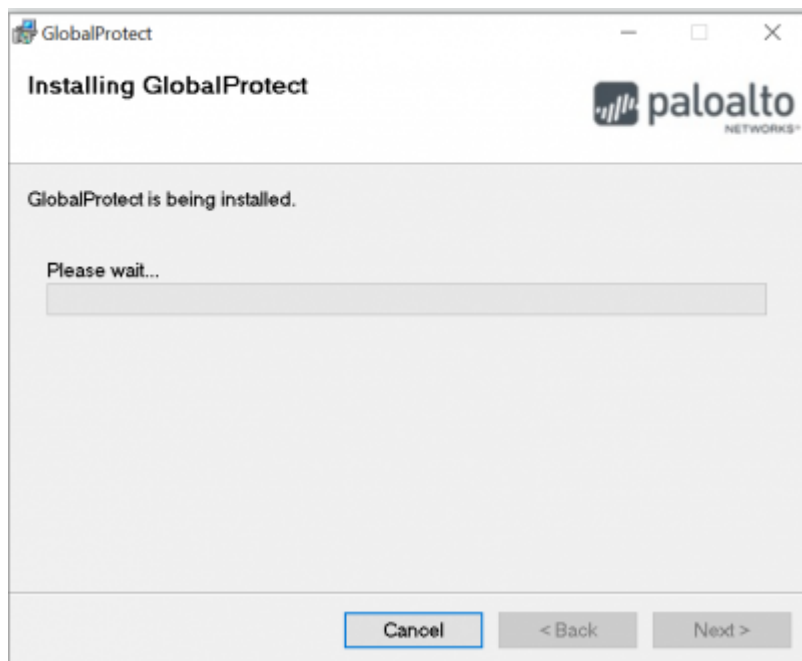 GlobalProtect
Installing GlobalProtect
paloalto
NETWORKS
GlobalProtect is being installed.
Please wait...
Cancel
< Back
Next >